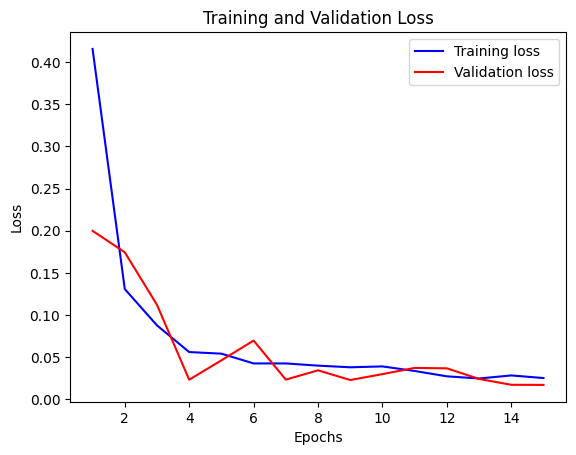 Training and Validation Loss
Training loss
Validation loss
0.40
0.35
0.30
0.25
0.20
0.15
0.10
0.05
0.00
Loss
2 4 6 8 10 12 14
Epochs